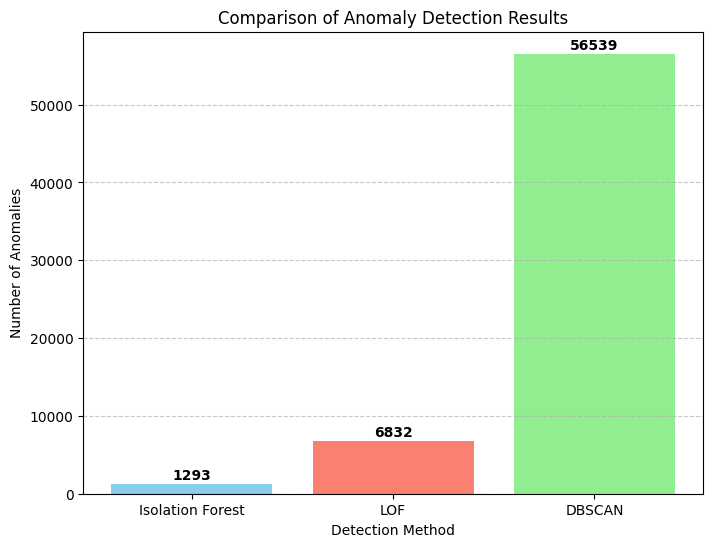 Comparison of Anomaly Detection Results
Number of Anomalies
50000
40000
30000
20000
10000
0
1293
6832
56539
Isolation Forest
LOF
DBSCAN
Detection Method